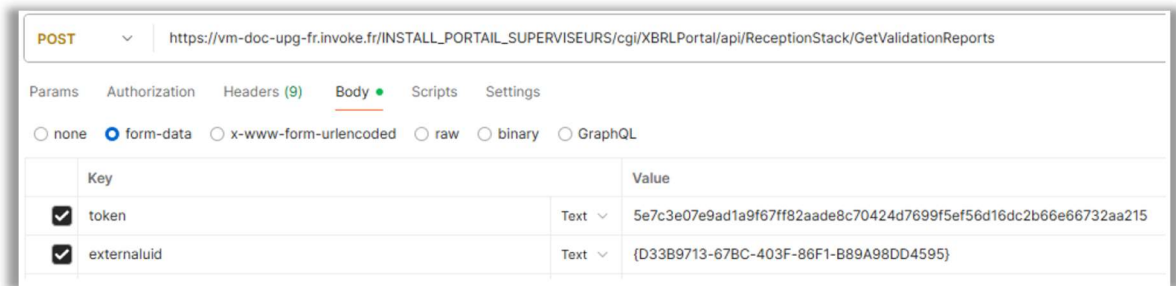 POST https://vm-doc-upg-fr.invoke.fr/INSTALL_PORTAIL_SUPERVISEURS/cgi/XBRLPortal/api/ReceptionStack/GetValidationReports
Params Authorization Headers (9) Body Scripts Settings
none form-data x-www-form-urlencoded raw binary GraphQL
Key Value
token Text 5e7c3e07e9ad1a9f67ff82aade8c70424d7699f5ef56d16dc2b66e66732aa215
externaluid Text {D33B9713-67BC-403F-86F1-B89A98DD4595}